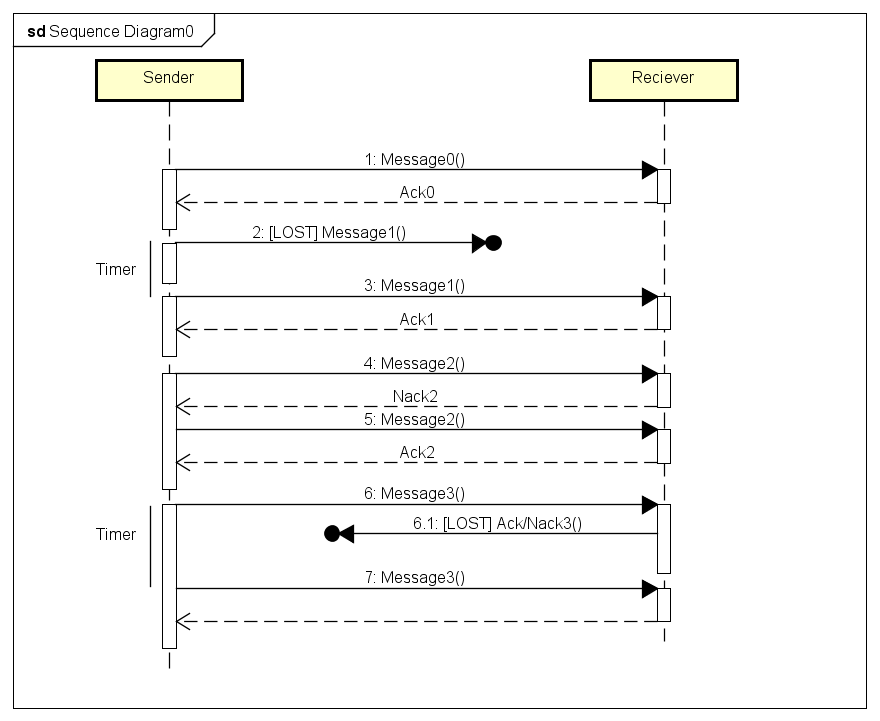 sd Sequence Diagram0
Sender
Reciever
1: Message0()
Ack0
2: [LOST] Message1()
Timer
3: Message1()
Ack1
4: Message2()
Nack2
5: Message2()
Ack2
6: Message3()
6.1: [LOST] Ack/Nack3()
Timer
7: Message3()